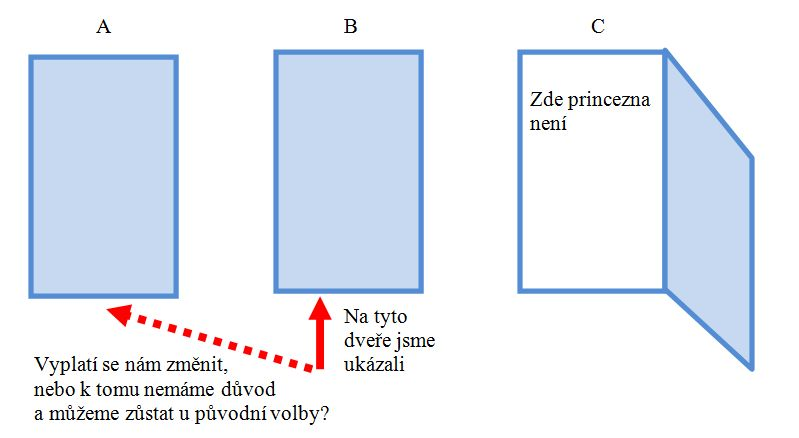 A
B
C
Zde princezna
není
Na tyto
dveře jsme
ukázali
Vyplatí se nám změnit,
nebo k tomu nemáme důvod
a můžeme zůstat u původní volby?